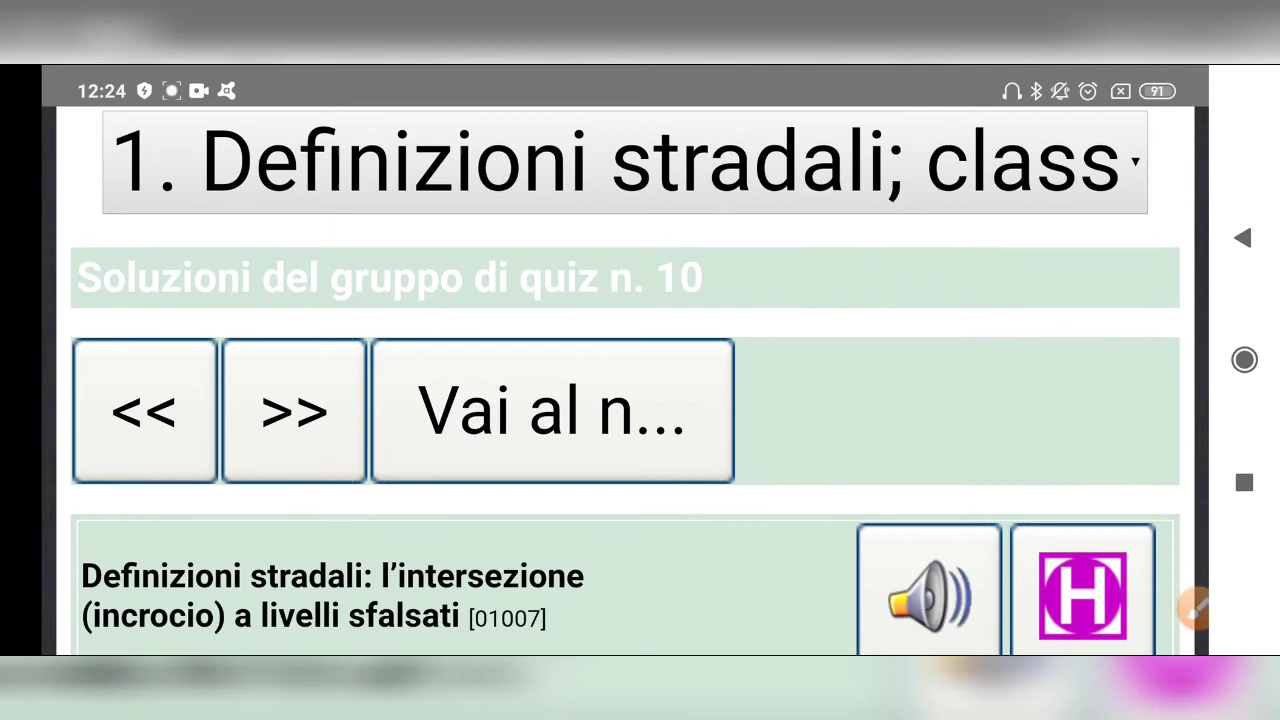 12:24
91
1. Definizioni stradali; class
Soluzioni del gruppo di quiz n. 10
<<
>>
Vai al n...
Definizioni stradali: l’intersezione
(incrocio) a livelli sfalsati [01007]
H